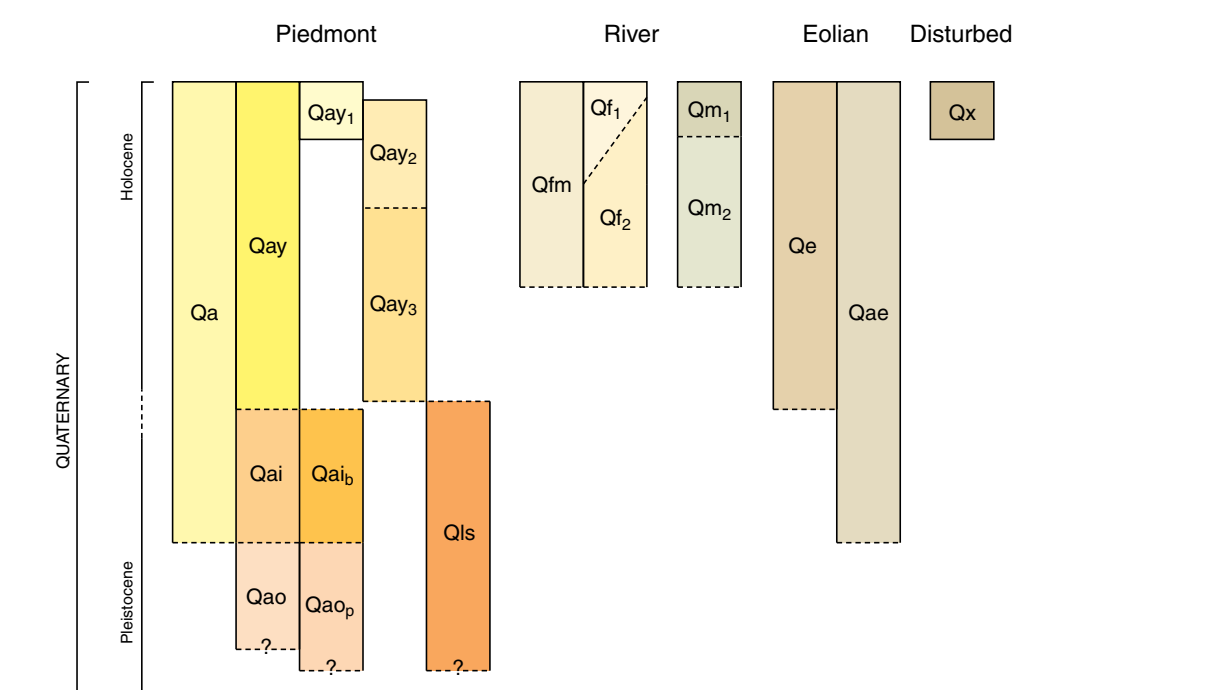 Piedmont River Eolian Disturbed
Qay₁ Qf₁ Qm₁ Qx
Qay₂
Holocene
Qfm
Qm₂
Qf₂
Qay Qe
Qay₃
Qa Qae
QUATERNARY
Qai Qaib
Qls
Pleistocene
Qao Qaoₚ
?
? ?